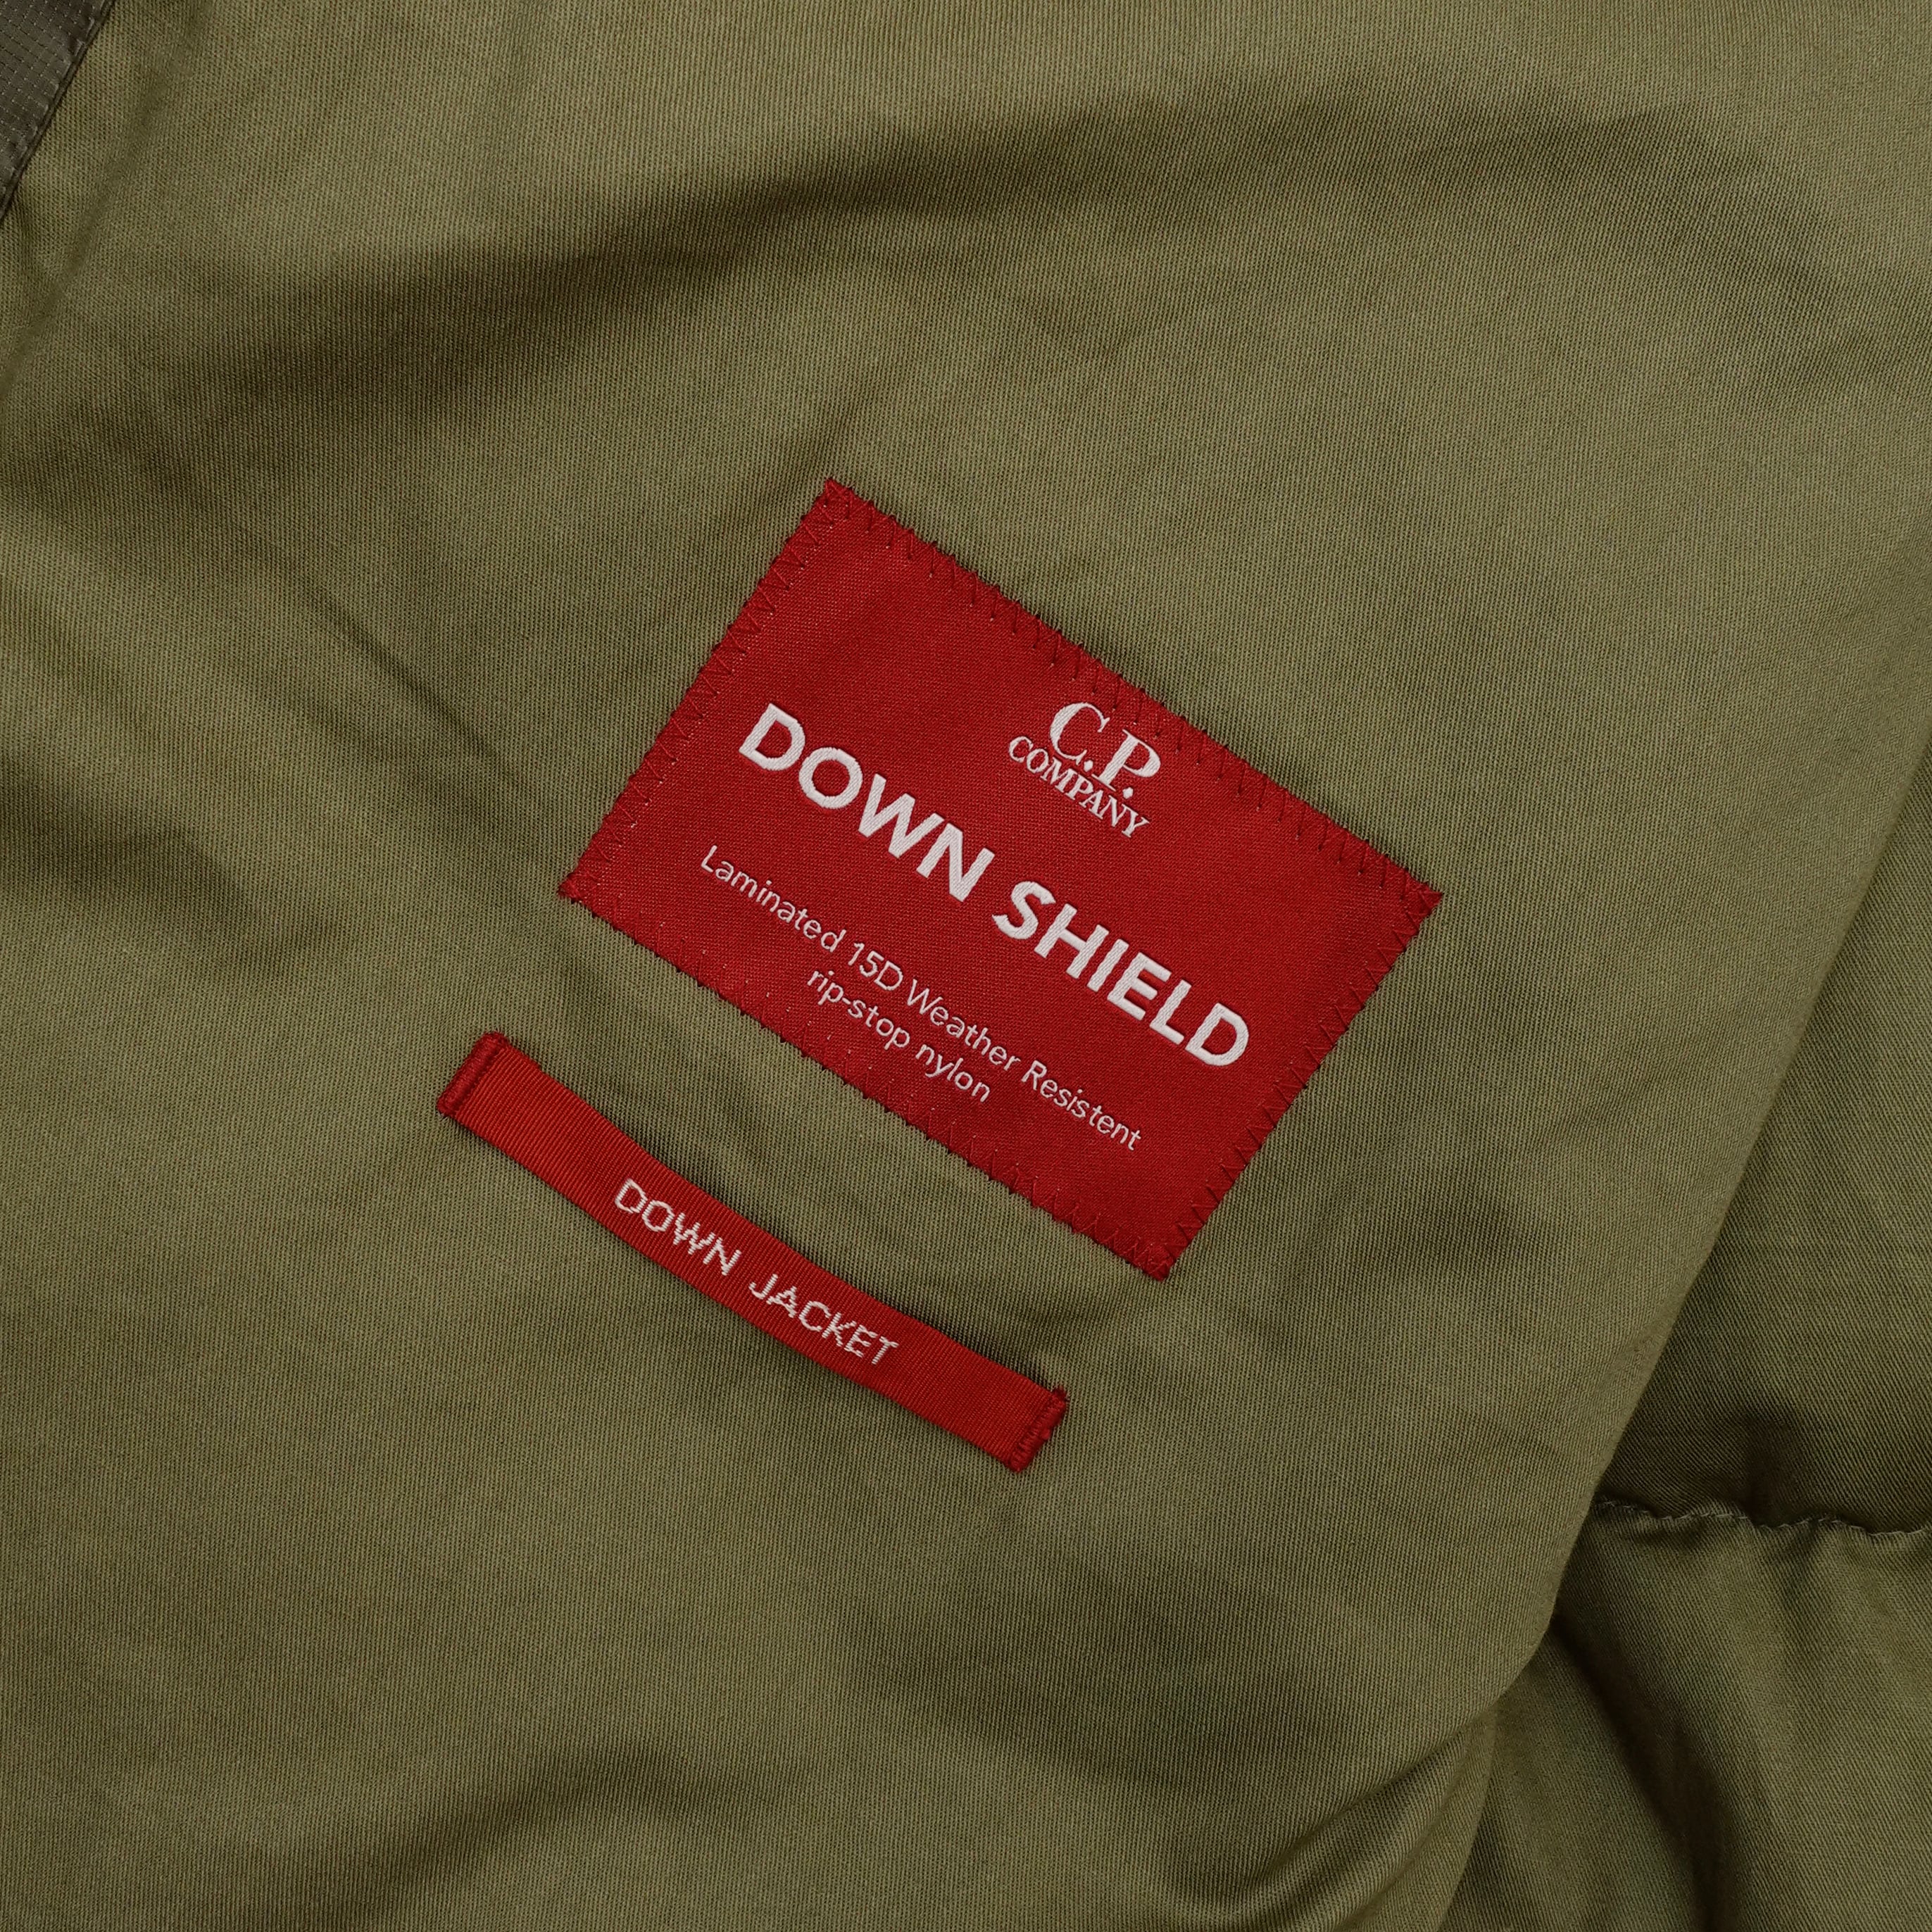 C.P.
COMPANY
DOWN SHIELD
Laminated 15D Weather Resistent
rip-stop nylon
DOWN JACKET